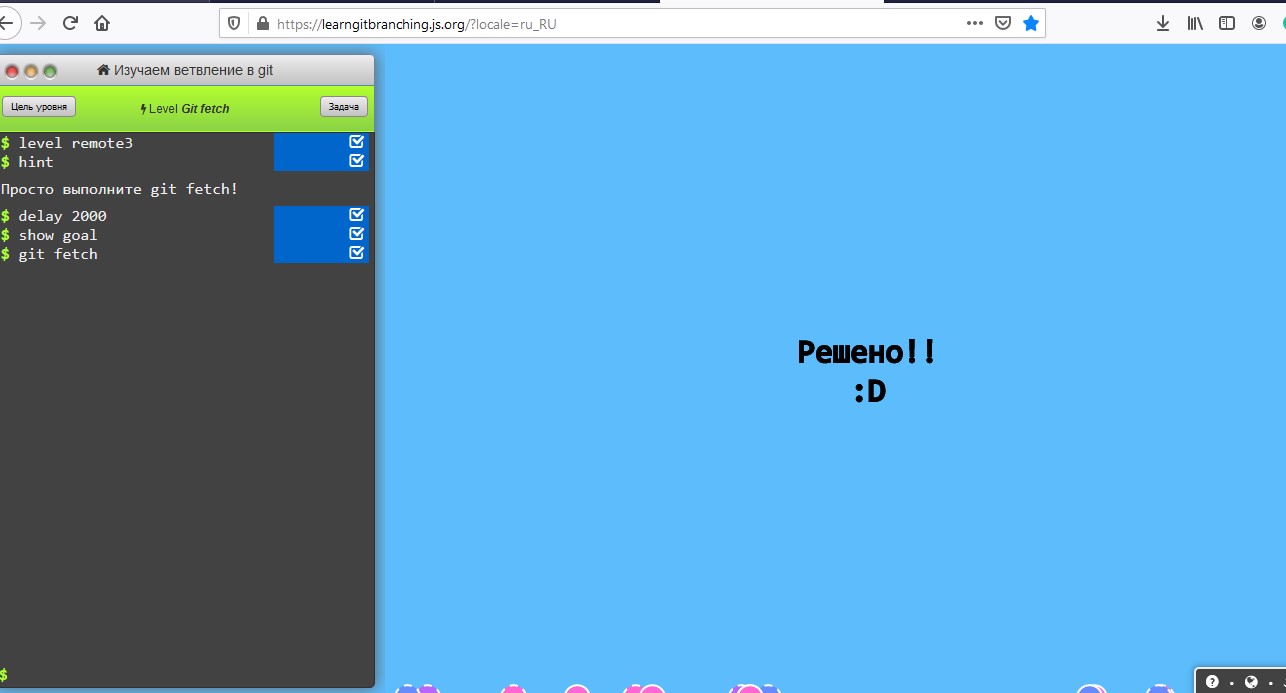 https://learngitbranching.js.org/?locale=ru_RU
Изучаем ветвление в git
Цель уровня
Level Git fetch
Задача
$ level remote3
$ hint
Просто выполните git fetch!
$ delay 2000
$ show goal
$ git fetch
Решено!!
:D
$